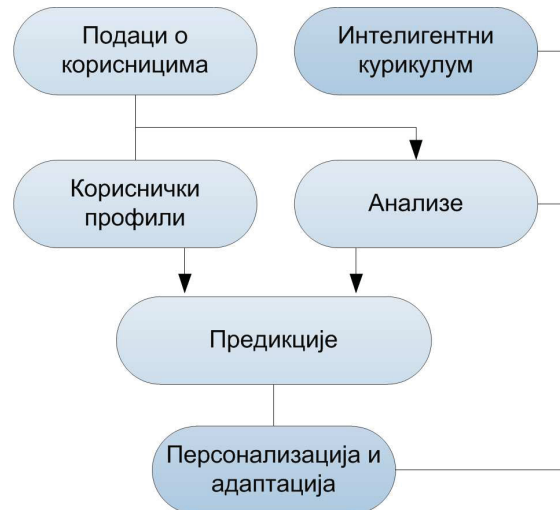 Подаци о
корисницима
Интелигентни
курикулум
Кориснички
профили
Анализе
Предикције
Персонализација и
адаптација